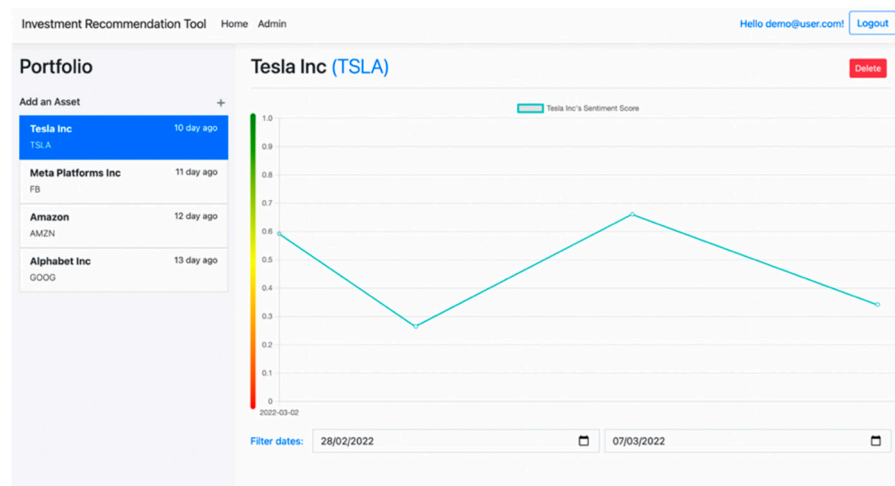 Investment Recommendation Tool Home Admin Hello demo@user.com! Logout
Portfolio
Add an Asset +
Tesla Inc 10 day ago
TSLA
Meta Platforms Inc 11 day ago
FB
Amazon 12 day ago
AMZN
Alphabet Inc 13 day ago
GOOG
Tesla Inc (TSLA) Delete
Tesla Inc's Sentiment Score
1.0
0.9
0.8
0.7
0.6
0.5
0.4
0.3
0.2
0.1
0
2022-03-02
Filter dates: 28/02/2022 07/03/2022